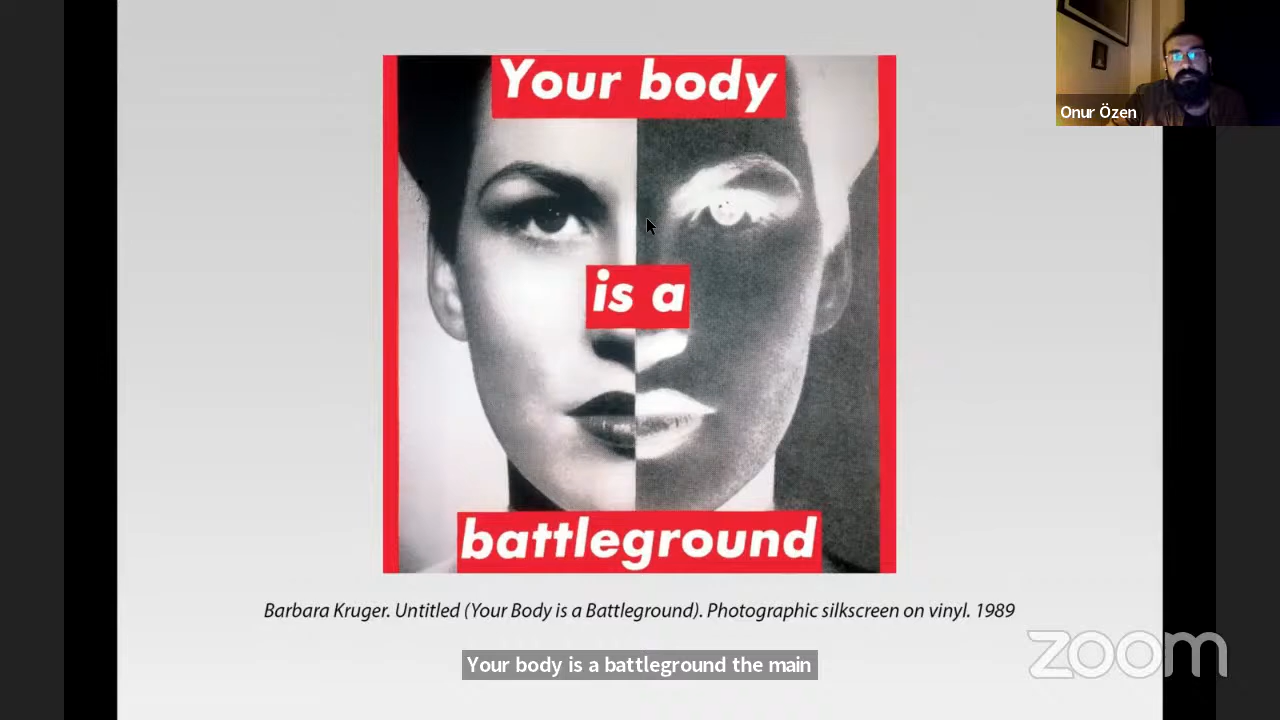 Your body
is a
battleground
Onur Özen
Barbara Kruger. Untitled (Your Body is a Battleground). Photographic silkscreen on vinyl. 1989
Your body is a battleground the main
zoom